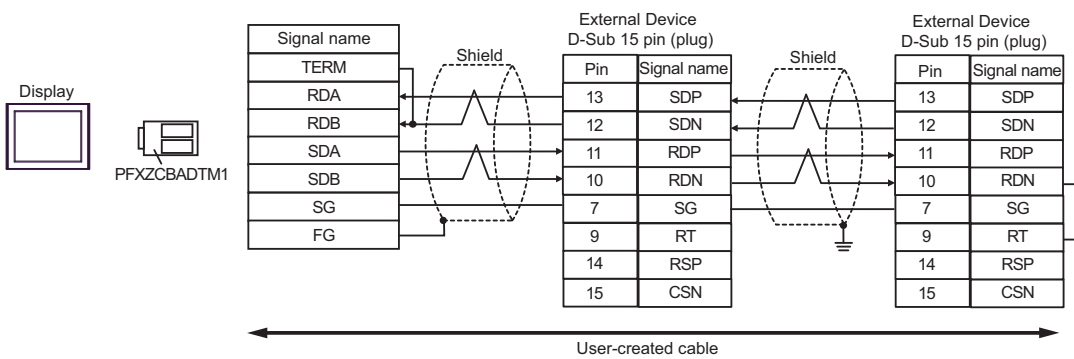 Display
PFXZCBADTM1
Signal name
TERM
RDA
RDB
SDA
SDB
SG
FG
Shield
External Device
D-Sub 15 pin (plug)
Pin Signal name
13 SDP
12 SDN
11 RDP
10 RDN
7 SG
9 RT
14 RSP
15 CSN
Shield
External Device
D-Sub 15 pin (plug)
Pin Signal name
13 SDP
12 SDN
11 RDP
10 RDN
7 SG
9 RT
14 RSP
15 CSN
User-created cable